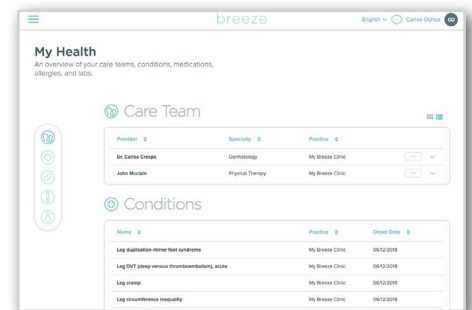 breeze
English
Carlos Ochoa
CO
My Health
An overview of your care teams, conditions, medications,
allergies, and labs.
Care Team
Provider Specialty Practice
Dr. Carlos Crespo Dermatology My Breeze Clinic
John Mcclain Physical Therapy My Breeze Clinic
Conditions
Name Practice Onset Date
Leg duplication-mirror foot syndrome My Breeze Clinic 06/12/2018
Leg DVT (deep venous thromboembolism), acute My Breeze Clinic 06/12/2018
Leg cramp My Breeze Clinic 06/12/2018
Leg circumference inequality My Breeze Clinic 06/12/2018